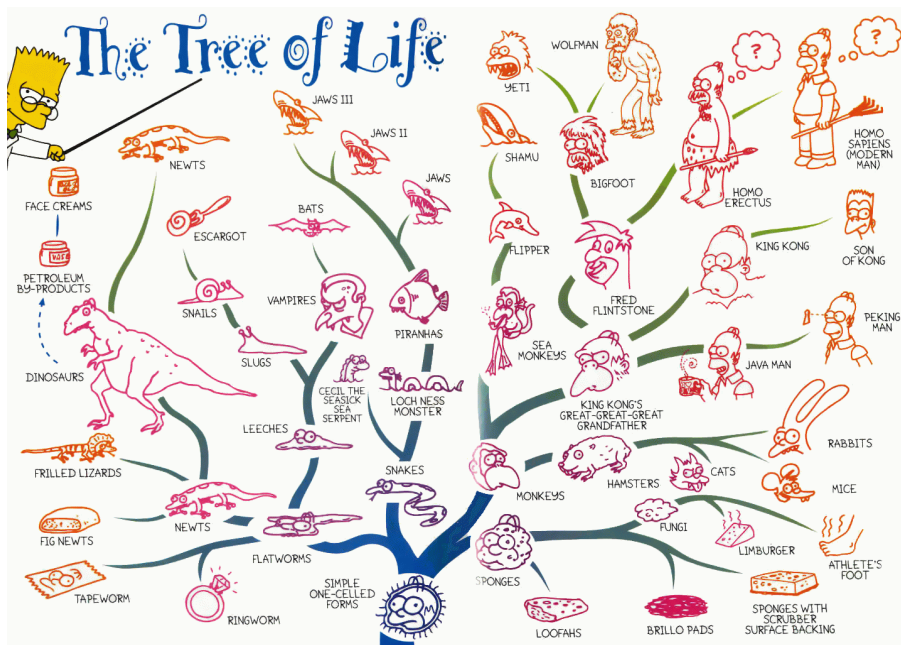 The Tree of Life
WOLFMAN
YETI
?
?
JAWS III
JAWS II
SHAMU
HOMO
SAPIENS
(MODERN
MAN)
NEWTS
JAWS
BIGFOOT
HOMO
ERECTUS
FACE CREAMS
BATS
ESCARGOT
FLIPPER
KING KONG
SON
OF KONG
PETROLEUM
BY-PRODUCTS
SNAILS
VAMPIRES
PIRANHAS
FRED
FLINTSTONE
PEKING
MAN
SEA
MONKEYS
JAVA MAN
SLUGS
DINOSAURS
CECIL THE
SEASICK
SEA
SERPENT
LOCH NESS
MONSTER
KING KONG'S
GREAT-GREAT-GREAT
GRANDFATHER
LEECHES
RABBITS
FRILLED LIZARDS
SNAKES
MONKEYS
HAMSTERS
CATS
MICE
NEWTS
FIG NEWTS
FUNGI
LIMBURGER
FLATWORMS
ATHLETE'S
FOOT
TAPEWORM
SIMPLE
ONE-CELLED
FORMS
SPONGES
RINGWORM
LOOFAHS
BRILLO PADS
SPONGES WITH
SCRUBBER
SURFACE BACKING